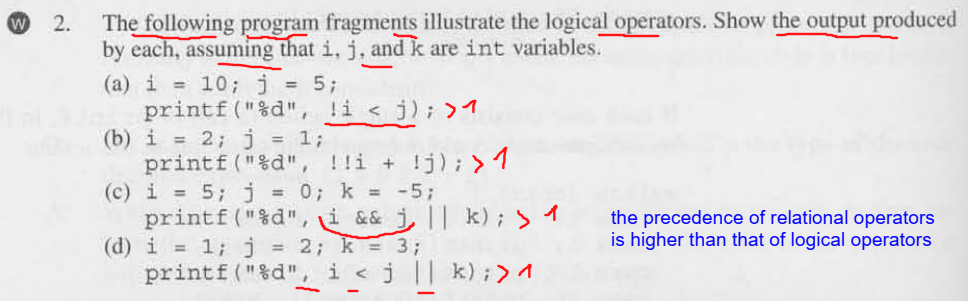 W 2. The following program fragments illustrate the logical operators. Show the output produced
by each, assuming that i, j, and k are int variables.
(a) i = 10; j = 5;
printf("%d", !i < j); > 1
(b) i = 2; j = 1;
printf("%d", !!i + !j); > 1
(c) i = 5; j = 0; k = -5;
printf("%d", i && j || k); > 1
the precedence of relational operators
(d) i = 1; j = 2; k = 3;
is higher than that of logical operators
printf("%d", i < j || k); > 1